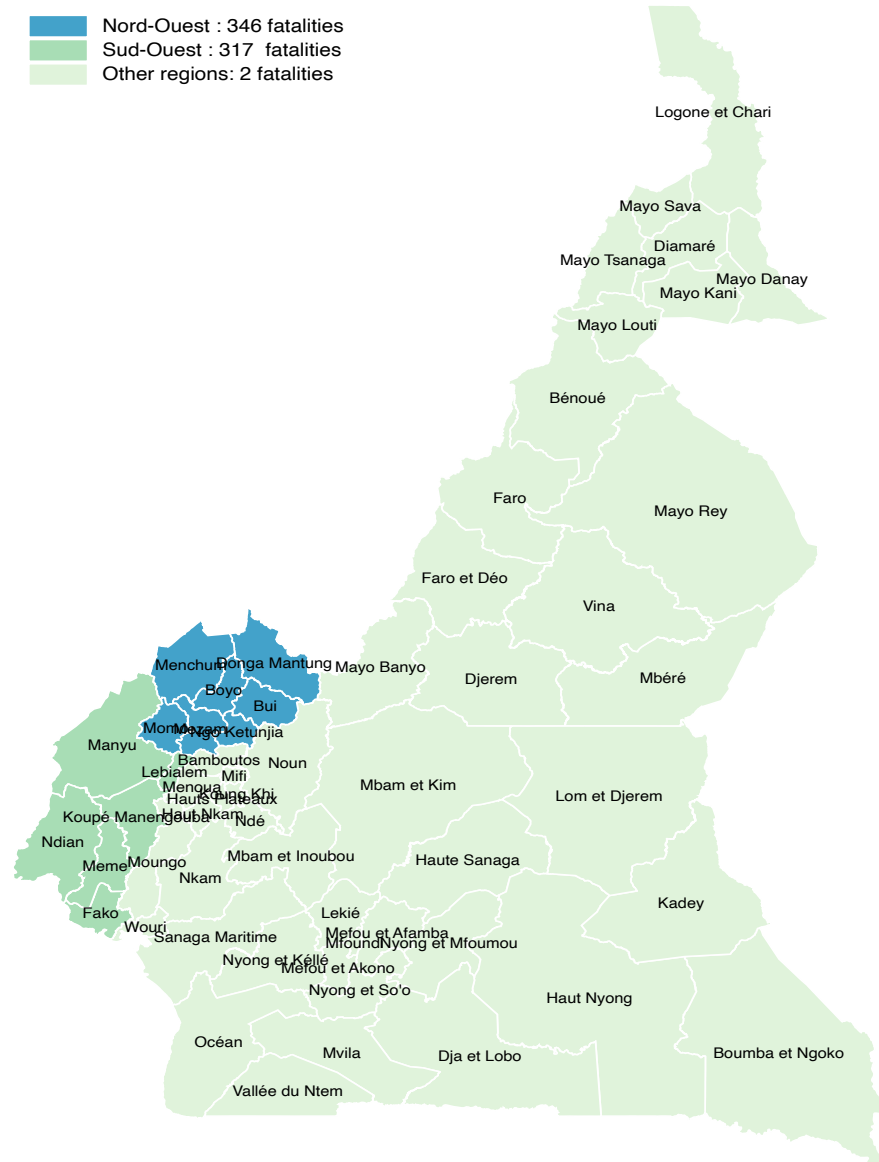 Nord-Ouest : 346 fatalities
Sud-Ouest : 317 fatalities
Other regions: 2 fatalities
Logone et Chari
Mayo Sava
Diamaré
Mayo Tsanaga
Mayo Danay
Mayo Kani
Mayo Louti
Bénoué
Faro
Mayo Rey
Faro et Déo
Vina
Menchum
Donga Mantung
Mayo Banyo
Djerem
Mbéré
Boyo
Bui
Momo
Mezam
Ngo Ketunjia
Manyu
Bamboutos
Noun
Lebialem
Mifi
Menoua
Koung Khi
Hauts Plateaux
Mbam et Kim
Lom et Djerem
Koupé Manengouba
Haut Nkam
Ndé
Ndian
Meme
Moungo
Mbam et Inoubou
Haute Sanaga
Nkam
Kadey
Fako
Lekié
Wouri
Sanaga Maritime
Mefou et Afamba
Mfoundi
Nyong et Mfoumou
Nyong et Kéllé
Mefou et Akono
Nyong et So'o
Haut Nyong
Océan
Mvila
Dja et Lobo
Boumba et Ngoko
Vallée du Ntem